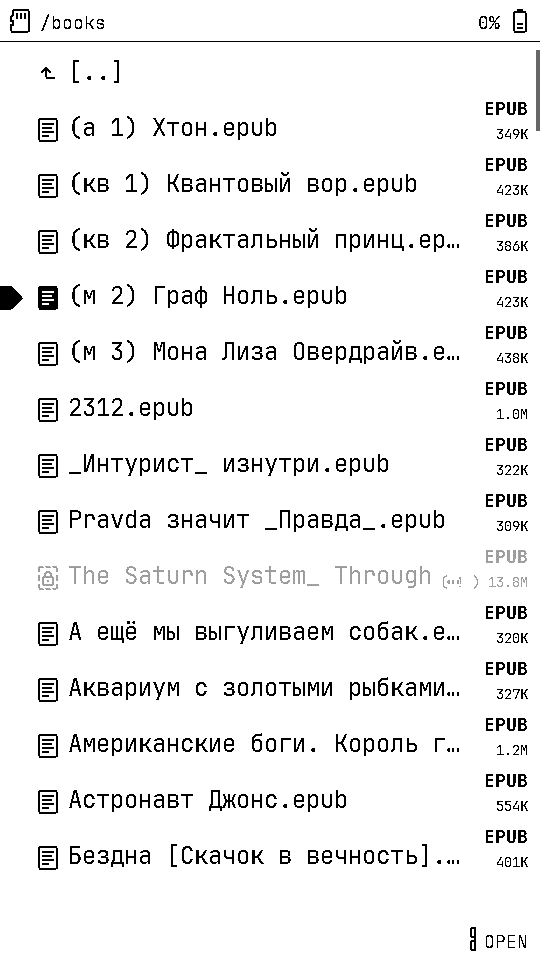 /books 0%
[..]
(а 1) Хтон.epub EPUB 349K
(кв 1) Квантовый вор.epub EPUB 423K
(кв 2) Фрактальный принц.ep… EPUB 386K
(м 2) Граф Ноль.epub EPUB 423K
(м 3) Мона Лиза Овердрайв.e… EPUB 438K
2312.epub EPUB 1.0M
_Интурист_ изнутри.epub EPUB 322K
Pravda значит _Правда_.epub EPUB 309K
The Saturn System_ Through EPUB 13.8M
А ещё мы выгуливаем собак.e… EPUB 320K
Аквариум с золотыми рыбками… EPUB 327K
Американские боги. Король г… EPUB 1.2M
Астронавт Джонс.epub EPUB 554K
Бездна [Скачок в вечность].… EPUB 401K
OPEN